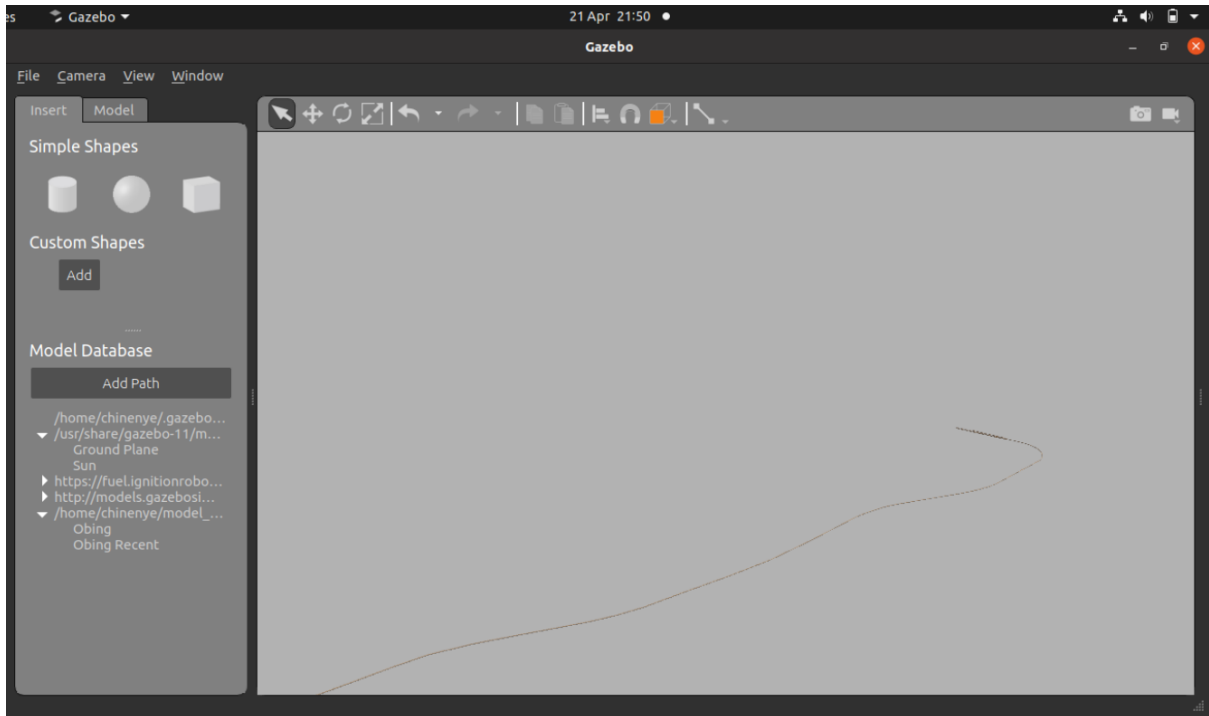 es Gazebo 21 Apr 21:50
Gazebo
File Camera View Window
Insert Model
Simple Shapes
Custom Shapes
Add
Model Database
Add Path
/home/chinenye/.gazebo...
/usr/share/gazebo-11/m...
Ground Plane
Sun
https://fuel.ignitionrobo...
http://models.gazebosi...
/home/chinenye/model_...
Obing
Obing Recent